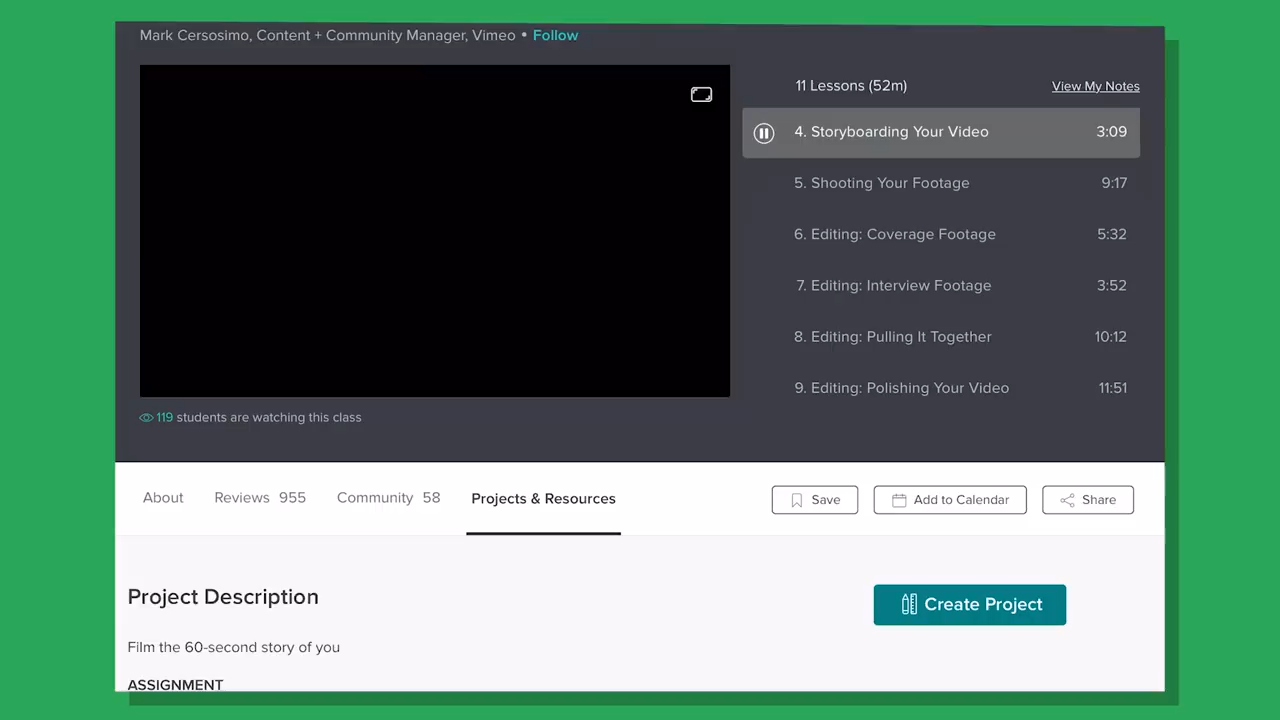 Mark Cersosimo, Content + Community Manager, Vimeo • Follow
11 Lessons (52m)
View My Notes
4. Storyboarding Your Video 3:09
5. Shooting Your Footage 9:17
6. Editing: Coverage Footage 5:32
7. Editing: Interview Footage 3:52
8. Editing: Pulling It Together 10:12
9. Editing: Polishing Your Video 11:51
119 students are watching this class
About Reviews 955 Community 58 Projects & Resources Save Add to Calendar Share
Project Description
Create Project
Film the 60-second story of you
ASSIGNMENT